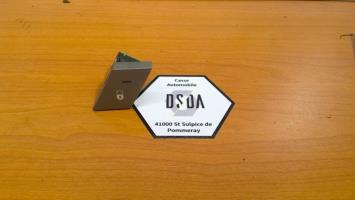 Casse
Automobile
DSDA
41000 St Sulpice de
Pommeray